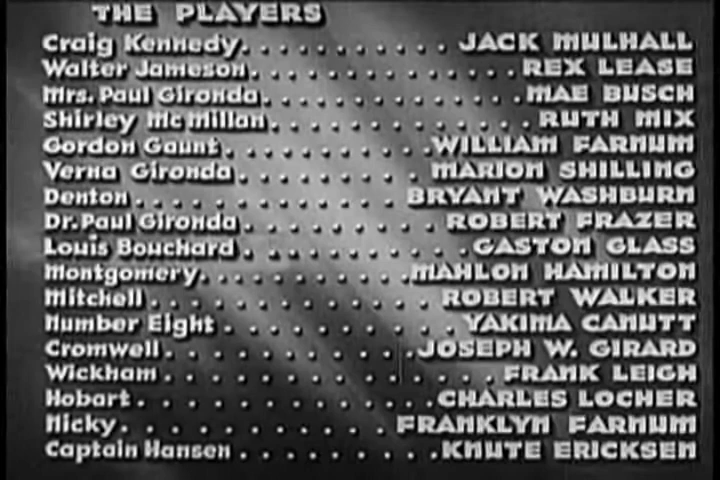 THE PLAYERS
Craig Kennedy. . . . . . . . . . . JACK MULHALL
Walter Jameson. . . . . . . . . . . . . . REX LEASE
Mrs. Paul Gironda. . . . . . . . . . . . . MAE BUSCH
Shirley McMillan. . . . . . . . . . . . . RUTH MIX
Gordon Gaunt. . . . . . . . . . WILLIAM FARNUM
Verna Gironda . . . . . . . . . MARION SHILLING
Denton. . . . . . . . . . . . . BRYANT WASHBURN
Dr. Paul Gironda. . . . . . . . . ROBERT FRAZER
Louis Bouchard. . . . . . . . . . . GASTON GLASS
Montgomery. . . . . . . . . . MAHLON HAMILTON
Mitchell. . . . . . . . . . . . . . ROBERT WALKER
Number Eight . . . . . . . . . . . YAKIMA CANUTT
Cromwell. . . . . . . . . . . . JOSEPH W. GIRARD
Wickham. . . . . . . . . . . . . . . FRANK LEIGH
Hobart. . . . . . . . . . . . . CHARLES LOCHER
Nicky. . . . . . . . . . . . . FRANKLYN FARNUM
Captain Hansen. . . . . . . . . KNUTE ERICKSEN